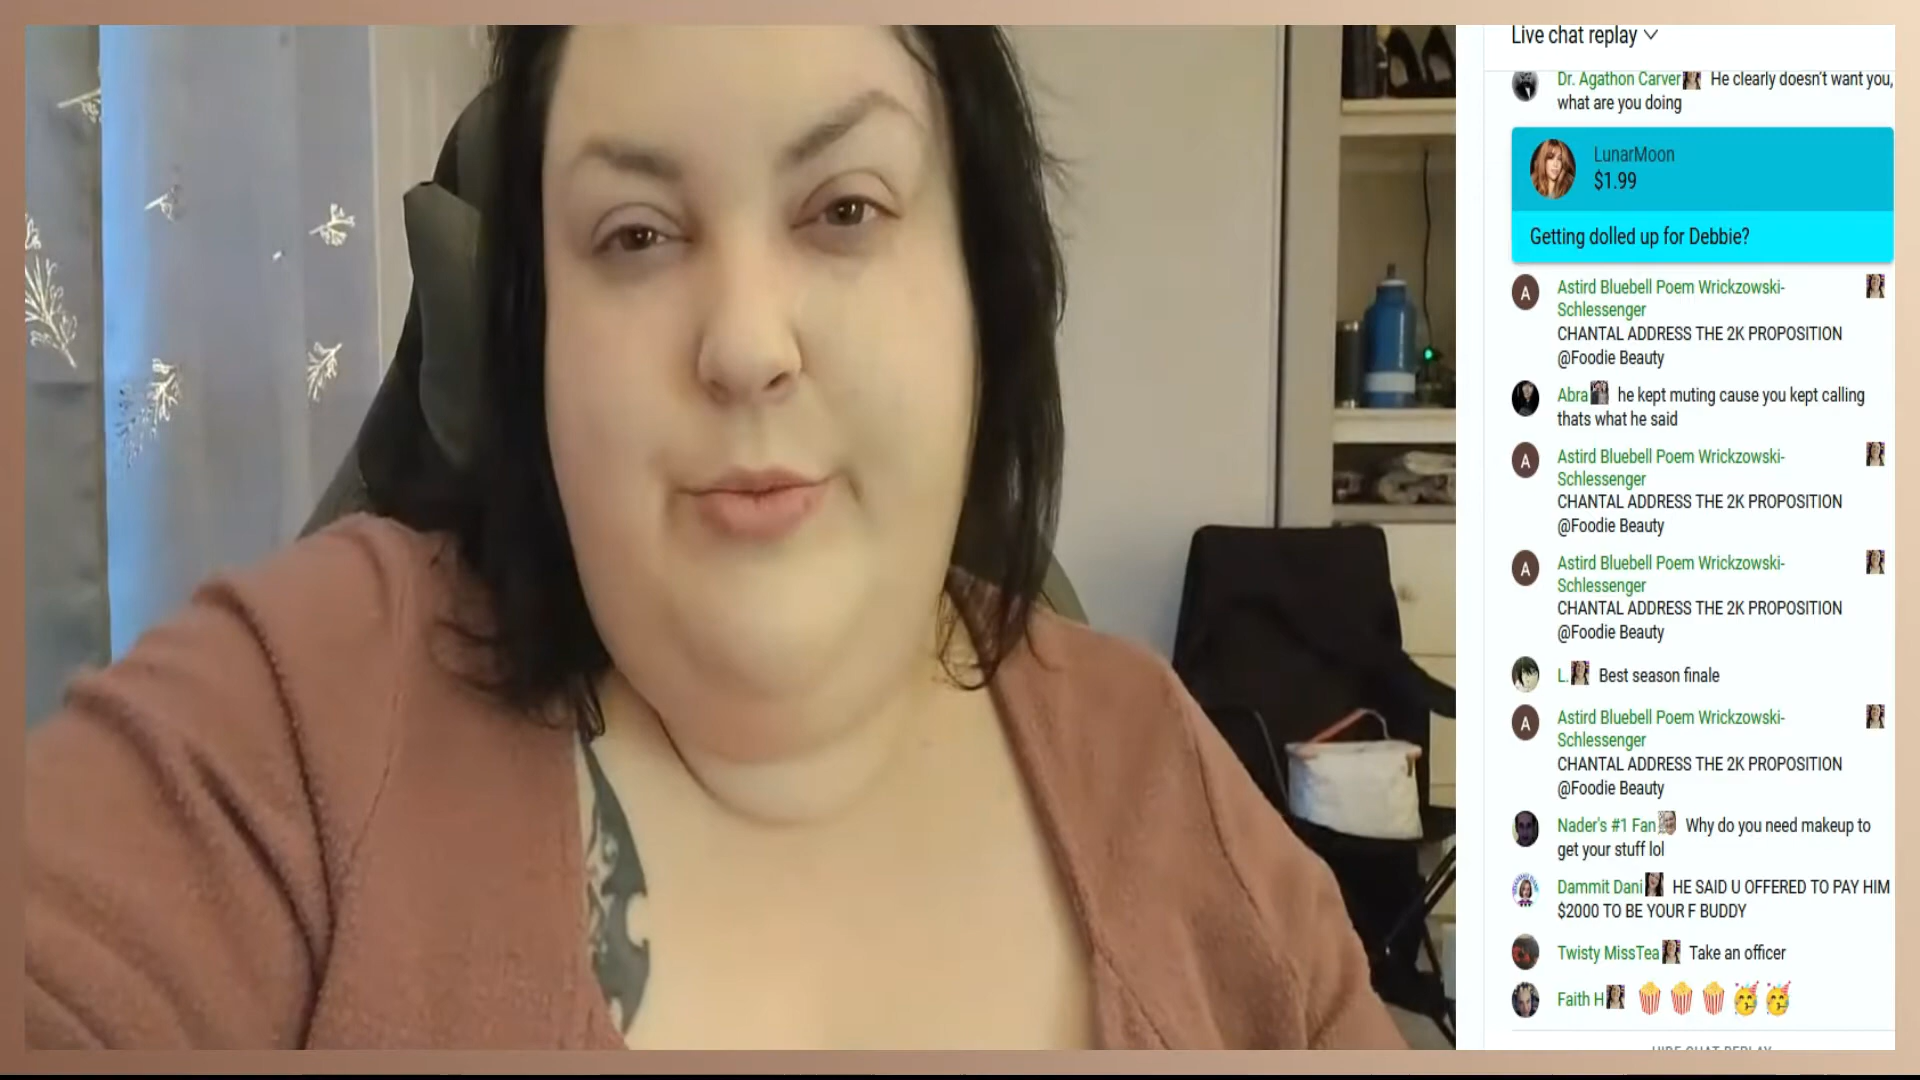 Live chat replay
Dr. Agathon Carver He clearly doesn't want you,
what are you doing
LunarMoon
$1.99
Getting dolled up for Debbie?
A
Astird Bluebell Poem Wrickzowski-
Schlessenger
CHANTAL ADDRESS THE 2K PROPOSITION
@Foodie Beauty
Abra he kept muting cause you kept calling
thats what he said
A
Astird Bluebell Poem Wrickzowski-
Schlessenger
CHANTAL ADDRESS THE 2K PROPOSITION
@Foodie Beauty
A
Astird Bluebell Poem Wrickzowski-
Schlessenger
CHANTAL ADDRESS THE 2K PROPOSITION
@Foodie Beauty
L. Best season finale
A
Astird Bluebell Poem Wrickzowski-
Schlessenger
CHANTAL ADDRESS THE 2K PROPOSITION
@Foodie Beauty
Nader's #1 Fan Why do you need makeup to
get your stuff lol
Dammit Dani HE SAID U OFFERED TO PAY HIM
$2000 TO BE YOUR F BUDDY
Twisty MissTea Take an officer
Faith H 🍿🍿🍿🥳🥳
HIDE CHAT REPLAY